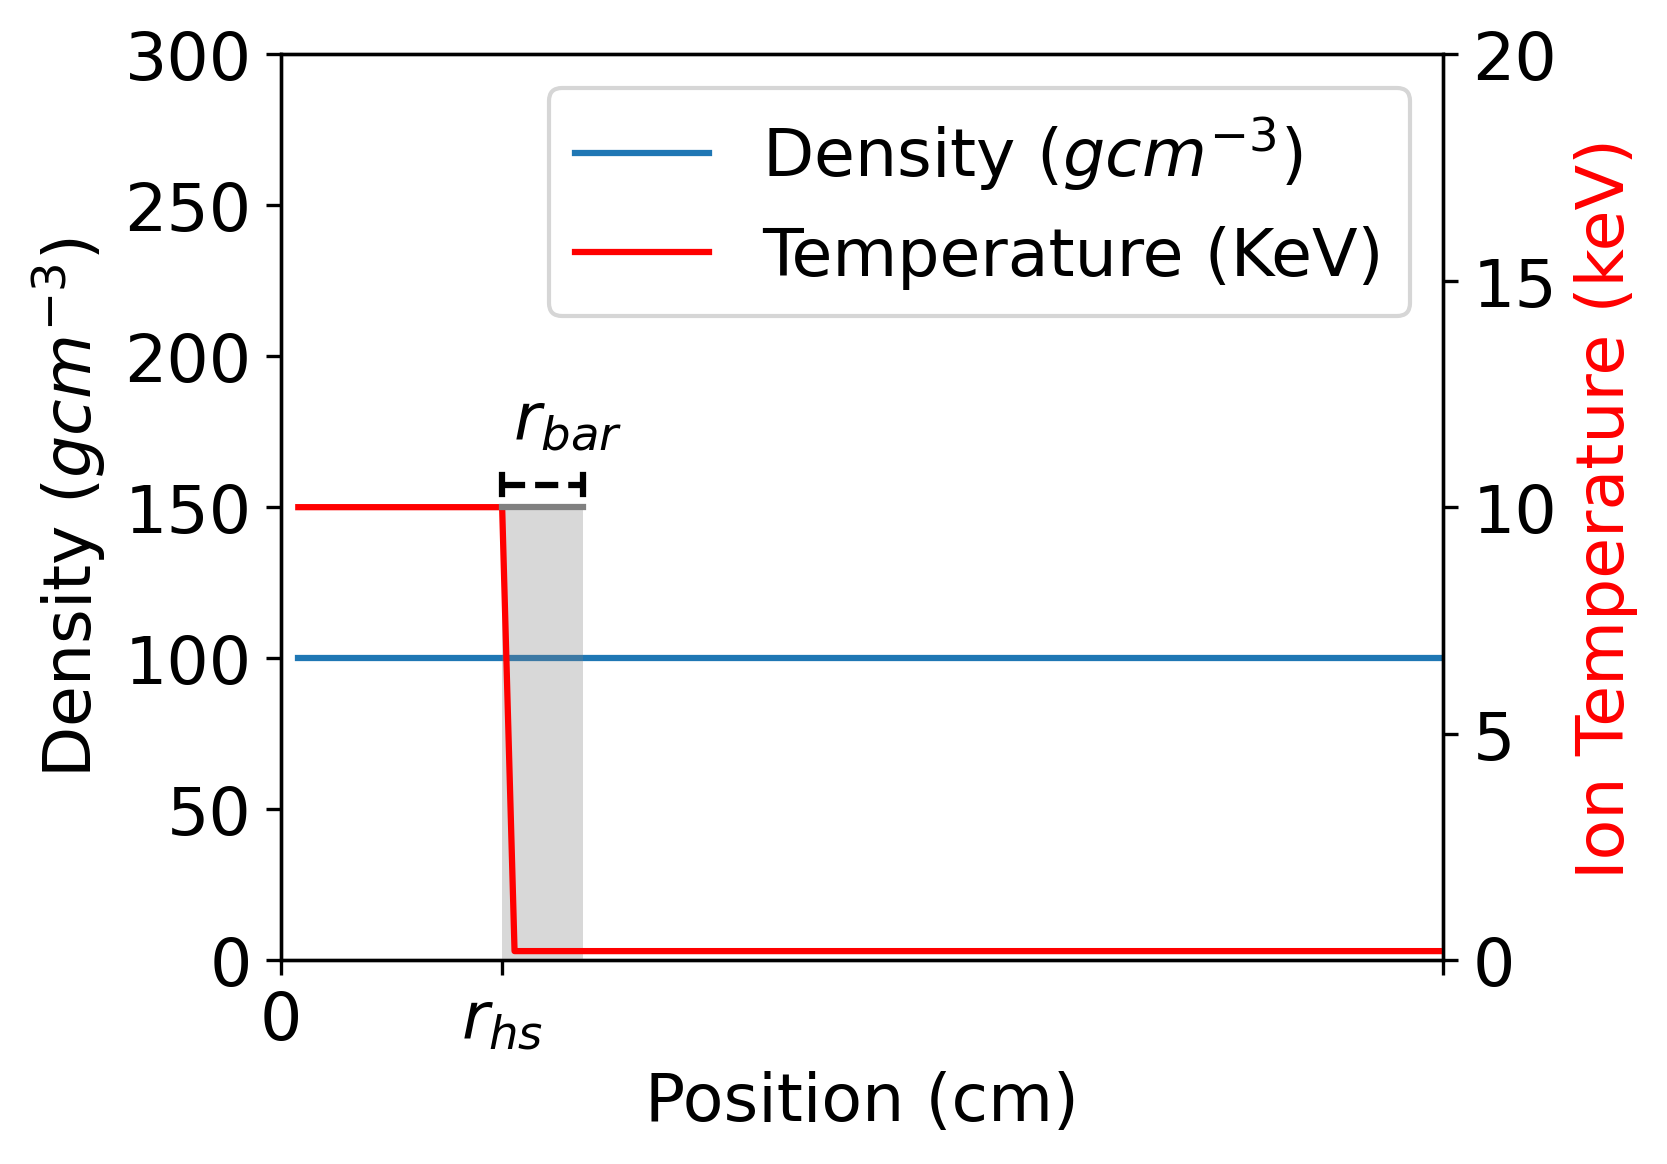 Density (gcm⁻³)
300
250
200
150
100
50
0
Density (gcm⁻³)
Temperature (KeV)
r_bar
20
15
10
5
0
Ion Temperature (keV)
0
r_hs
Position (cm)